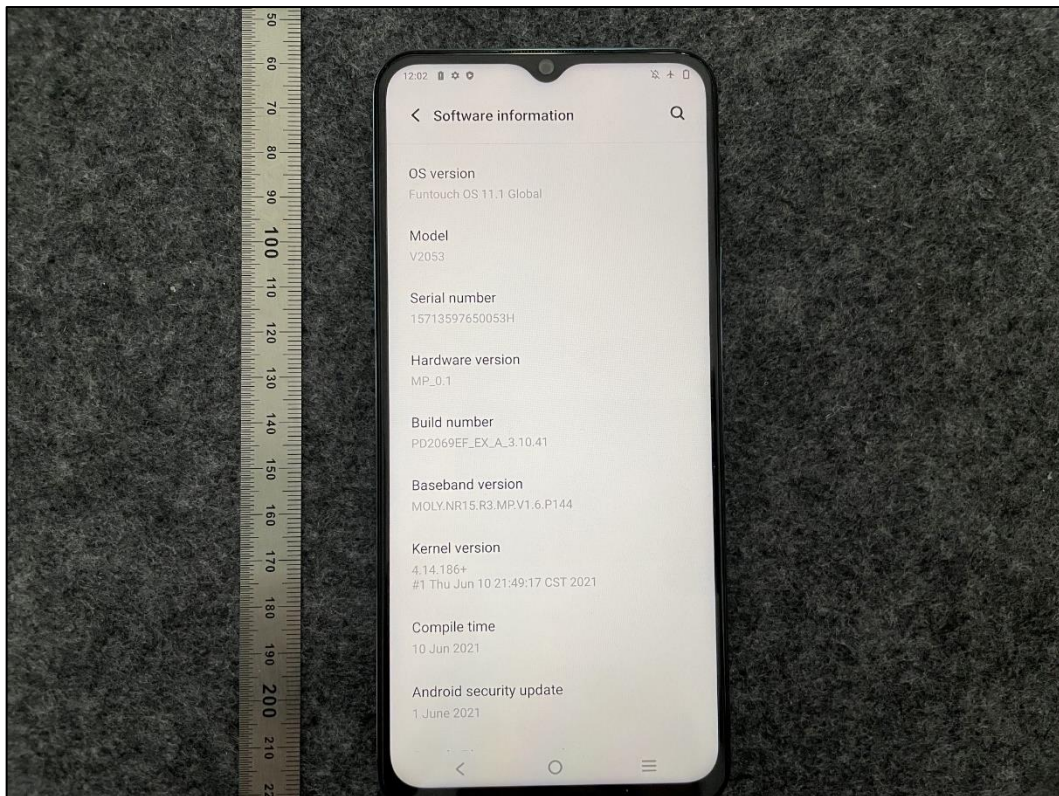 50
60
70
80
90
100
110
120
130
140
150
160
170
180
190
200
210
12:02
Software information
OS version
Funtouch OS 11.1 Global
Model
V2053
Serial number
15713597650053H
Hardware version
MP_0.1
Build number
PD2069EF_EX_A_3.10.41
Baseband version
MOLY.NR15.R3.MP.V1.6.P144
Kernel version
4.14.186+
#1 Thu Jun 10 21:49:17 CST 2021
Compile time
10 Jun 2021
Android security update
1 June 2021